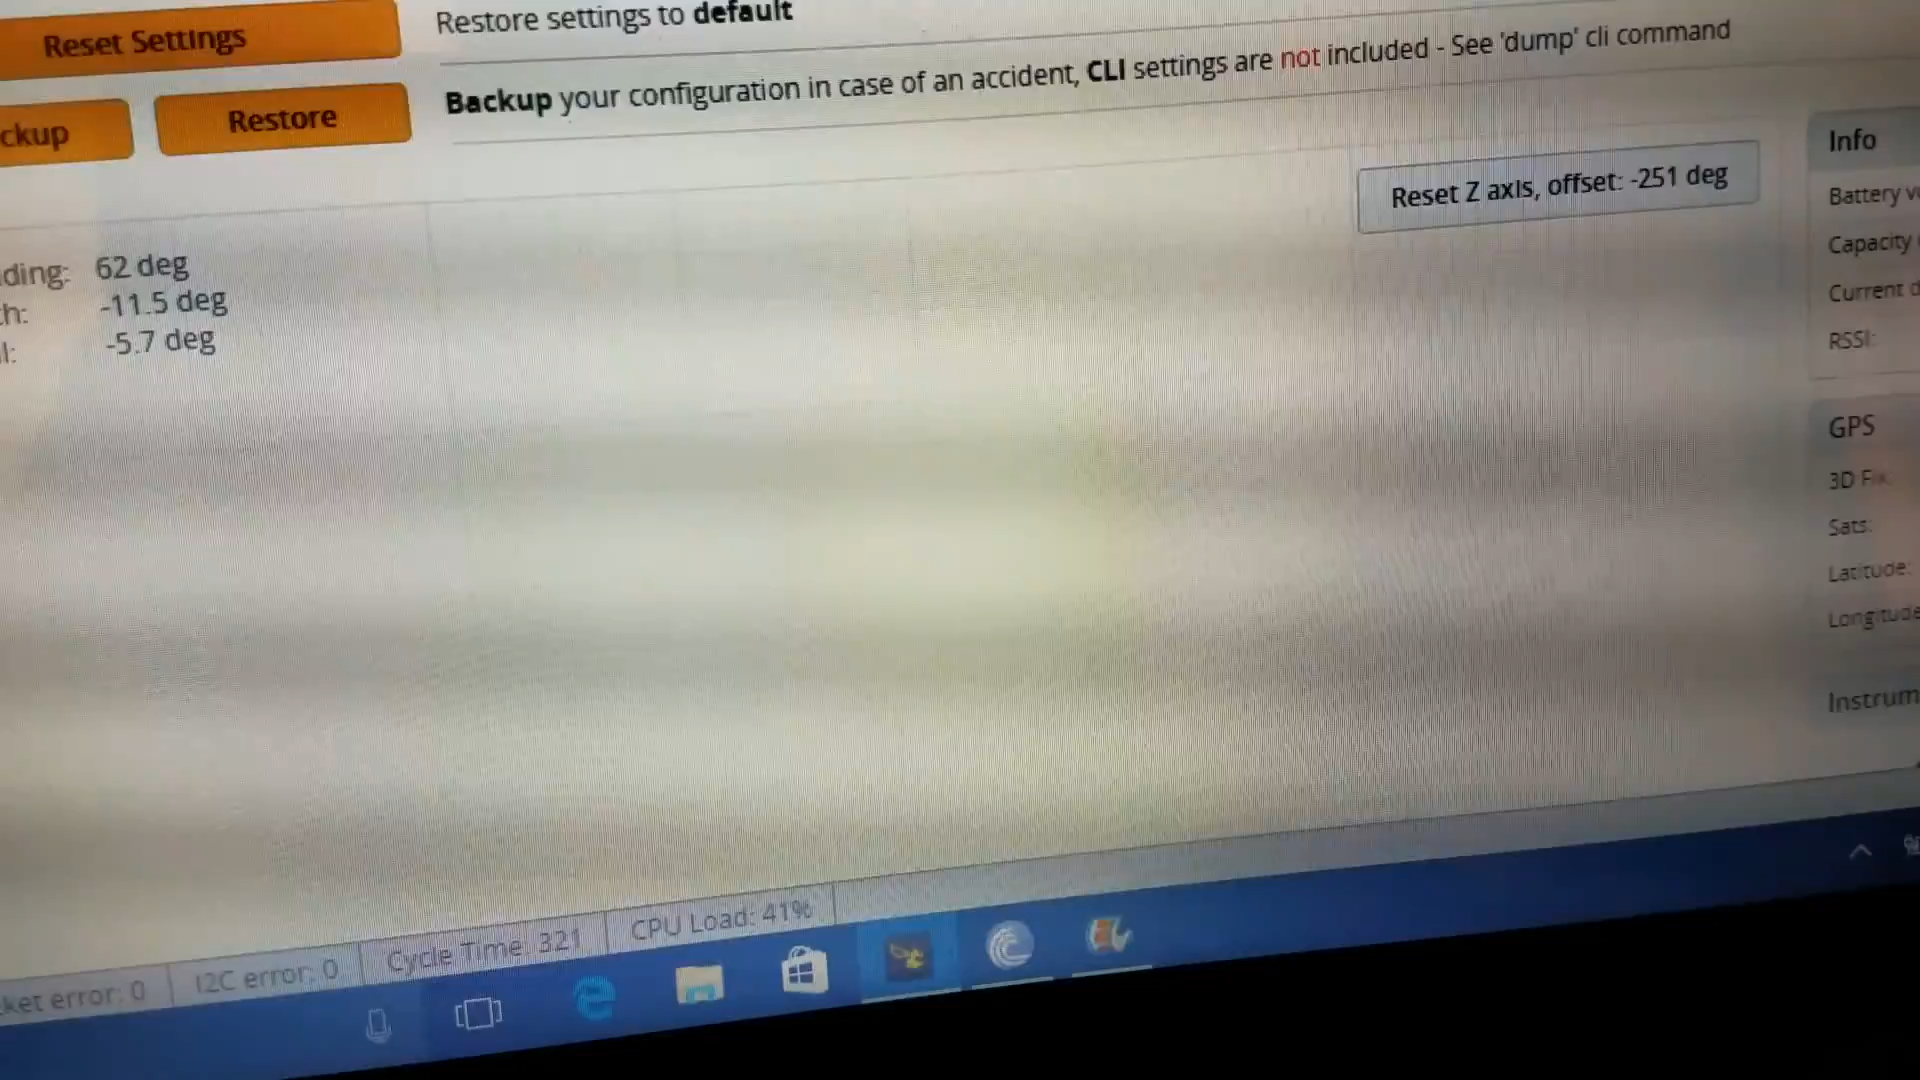 Reset Settings
Restore settings to default
ckup
Restore
Backup your configuration in case of an accident, CLI settings are not included - See 'dump' cli command
Reset Z axis, offset: -251 deg
ding: 62 deg
h: -11.5 deg
l: -5.7 deg
Info
Battery v
Capacity
Current d
RSSI:
GPS
3D Fix
Sats:
Latitude:
Longitude
Instrum
ket error: 0
I2C error: 0
Cycle Time: 321
CPU Load: 41%